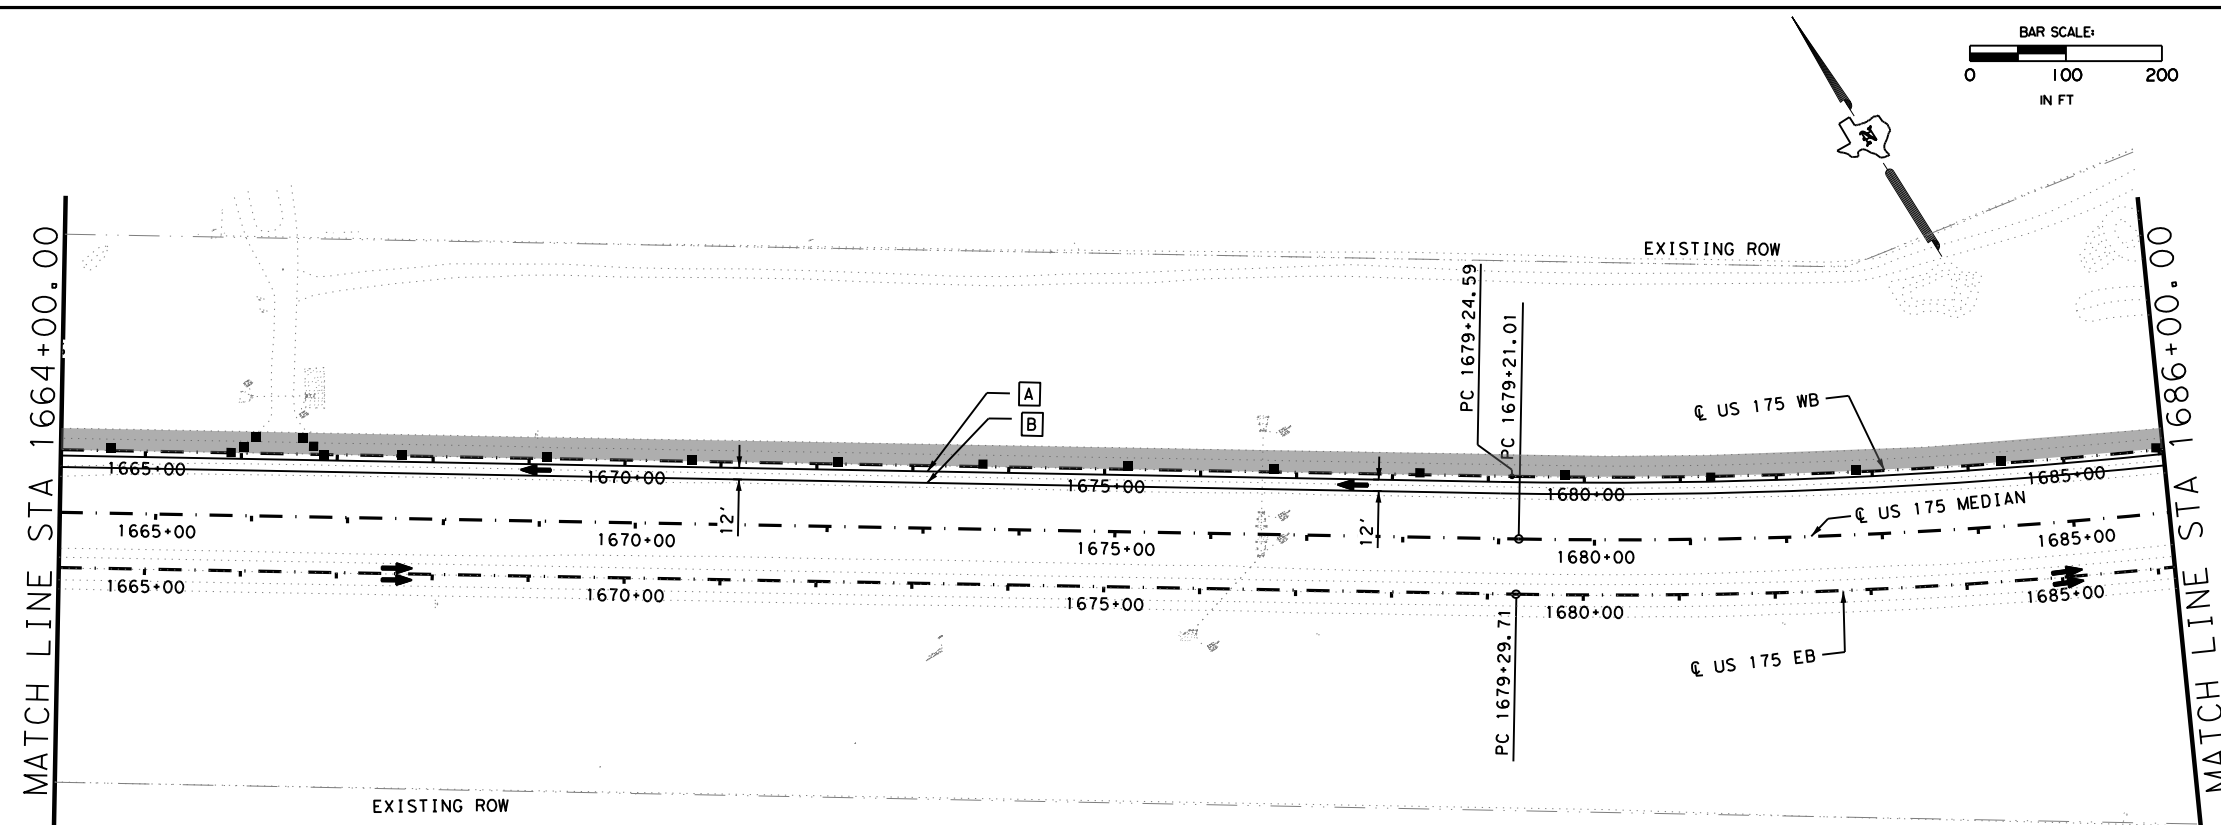 BAR SCALE:
0 100 200
IN FT
N
EXISTING ROW
MATCH LINE STA 1664+00.00
MATCH LINE STA 1686+00.00
PC 1679+24.59
PC 1679+21.01
A
B
℄ US 175 WB
1665+00
1670+00
1675+00
1680+00
1685+00
12'
12'
℄ US 175 MEDIAN
1665+00
1670+00
1675+00
1680+00
1685+00
1665+00
1670+00
1675+00
1680+00
1685+00
PC 1679+29.71
℄ US 175 EB
EXISTING ROW